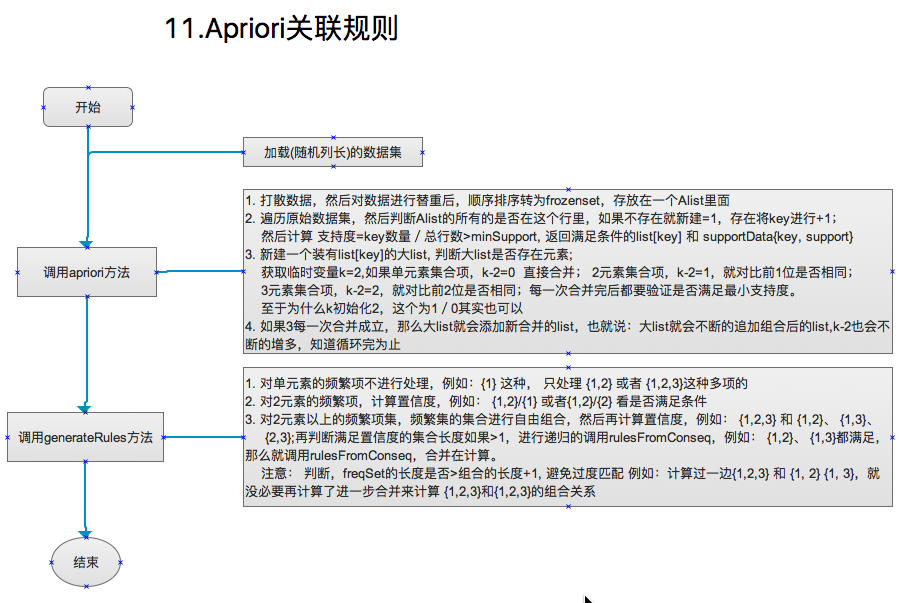 11.Apriori关联规则
开始
加载(随机列长)的数据集
调用apriori方法
1. 打散数据，然后对数据进行替重后，顺序排序转为frozenset，存放在一个Alist里面
2. 遍历原始数据集，然后判断Alist的所有的是否在这个行里，如果不存在就新建=1，存在将key进行+1；
然后计算 支持度=key数量 / 总行数>minSupport, 返回满足条件的list[key] 和 supportData{key, support}
3. 新建一个装有list[key]的大list, 判断大list是否存在元素;
获取临时变量k=2,如果单元素集合项，k-2=0 直接合并； 2元素集合项，k-2=1，就对比前1位是否相同；
3元素集合项，k-2=2，就对比前2位是否相同；每一次合并完后都要验证是否满足最小支持度。
至于为什么k初始化2，这个为1 / 0其实也可以
4. 如果3每一次合并成立，那么大list就会添加新合并的list，也就说：大list就会不断的追加组合后的list,k-2也会不
断的增多，知道循环完为止
调用generateRules方法
1. 对单元素的频繁项不进行处理，例如：{1} 这种， 只处理 {1,2} 或者 {1,2,3}这种多项的
2. 对2元素的频繁项，计算置信度，例如： {1,2}/{1} 或者{1,2}/{2} 看是否满足条件
3. 对2元素以上的频繁项集，频繁集的集合进行自由组合，然后再计算置信度，例如： {1,2,3} 和 {1,2}、 {1,3}、
{2,3};再判断满足置信度的集合长度如果>1，进行递归的调用rulesFromConseq，例如： {1,2}、 {1,3}都满足，
那么就调用rulesFromConseq，合并在计算。
注意： 判断，freqSet的长度是否>组合的长度+1, 避免过度匹配 例如：计算过一边{1,2,3} 和 {1, 2} {1, 3}，就
没必要再计算了进一步合并来计算 {1,2,3}和{1,2,3}的组合关系
结束